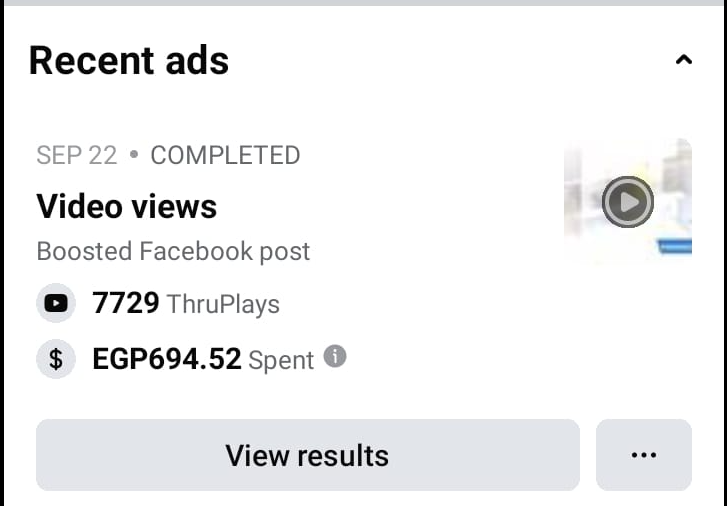 Recent ads
SEP 22 • COMPLETED
Video views
Boosted Facebook post
7729 ThruPlays
$ EGP694.52 Spent i
View results
...